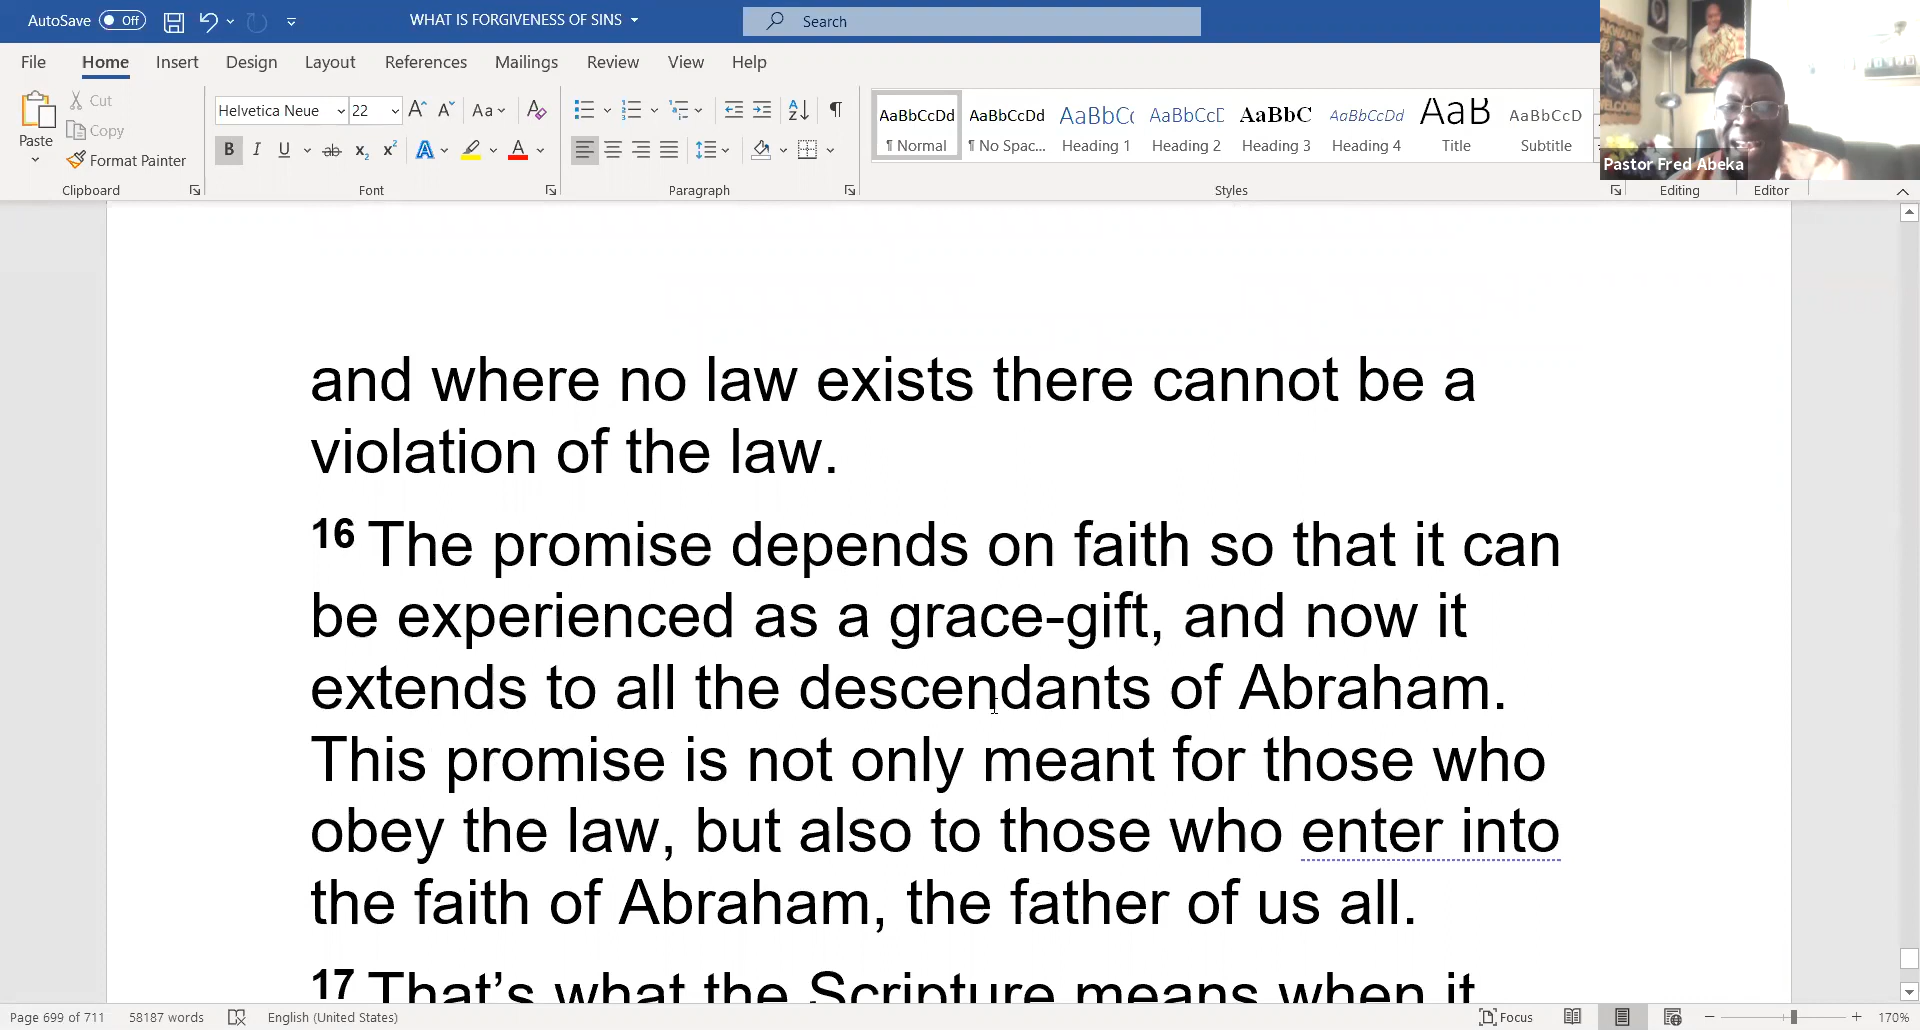 AutoSave Off WHAT IS FORGIVENESS OF SINS Search
File Home Insert Design Layout References Mailings Review View Help
Paste Cut Copy Format Painter
Clipboard
Helvetica Neue 22 Aa
B I U ab x2 x2 A A
Font
Paragraph
AaBbCcDd AaBbCcDd AaBbCc AaBbCcD AaBbC AaBbCcDd AaB AaBbCcD
¶ Normal ¶ No Spac... Heading 1 Heading 2 Heading 3 Heading 4 Title Subtitle
Styles
Editing Editor
Pastor Fred Abeka
and where no law exists there cannot be a
violation of the law.
16 The promise depends on faith so that it can
be experienced as a grace-gift, and now it
extends to all the descendants of Abraham.
This promise is not only meant for those who
obey the law, but also to those who enter into
the faith of Abraham, the father of us all.
17 That’s what the Scripture means when it
Page 699 of 711 58187 words English (United States) Focus 170%